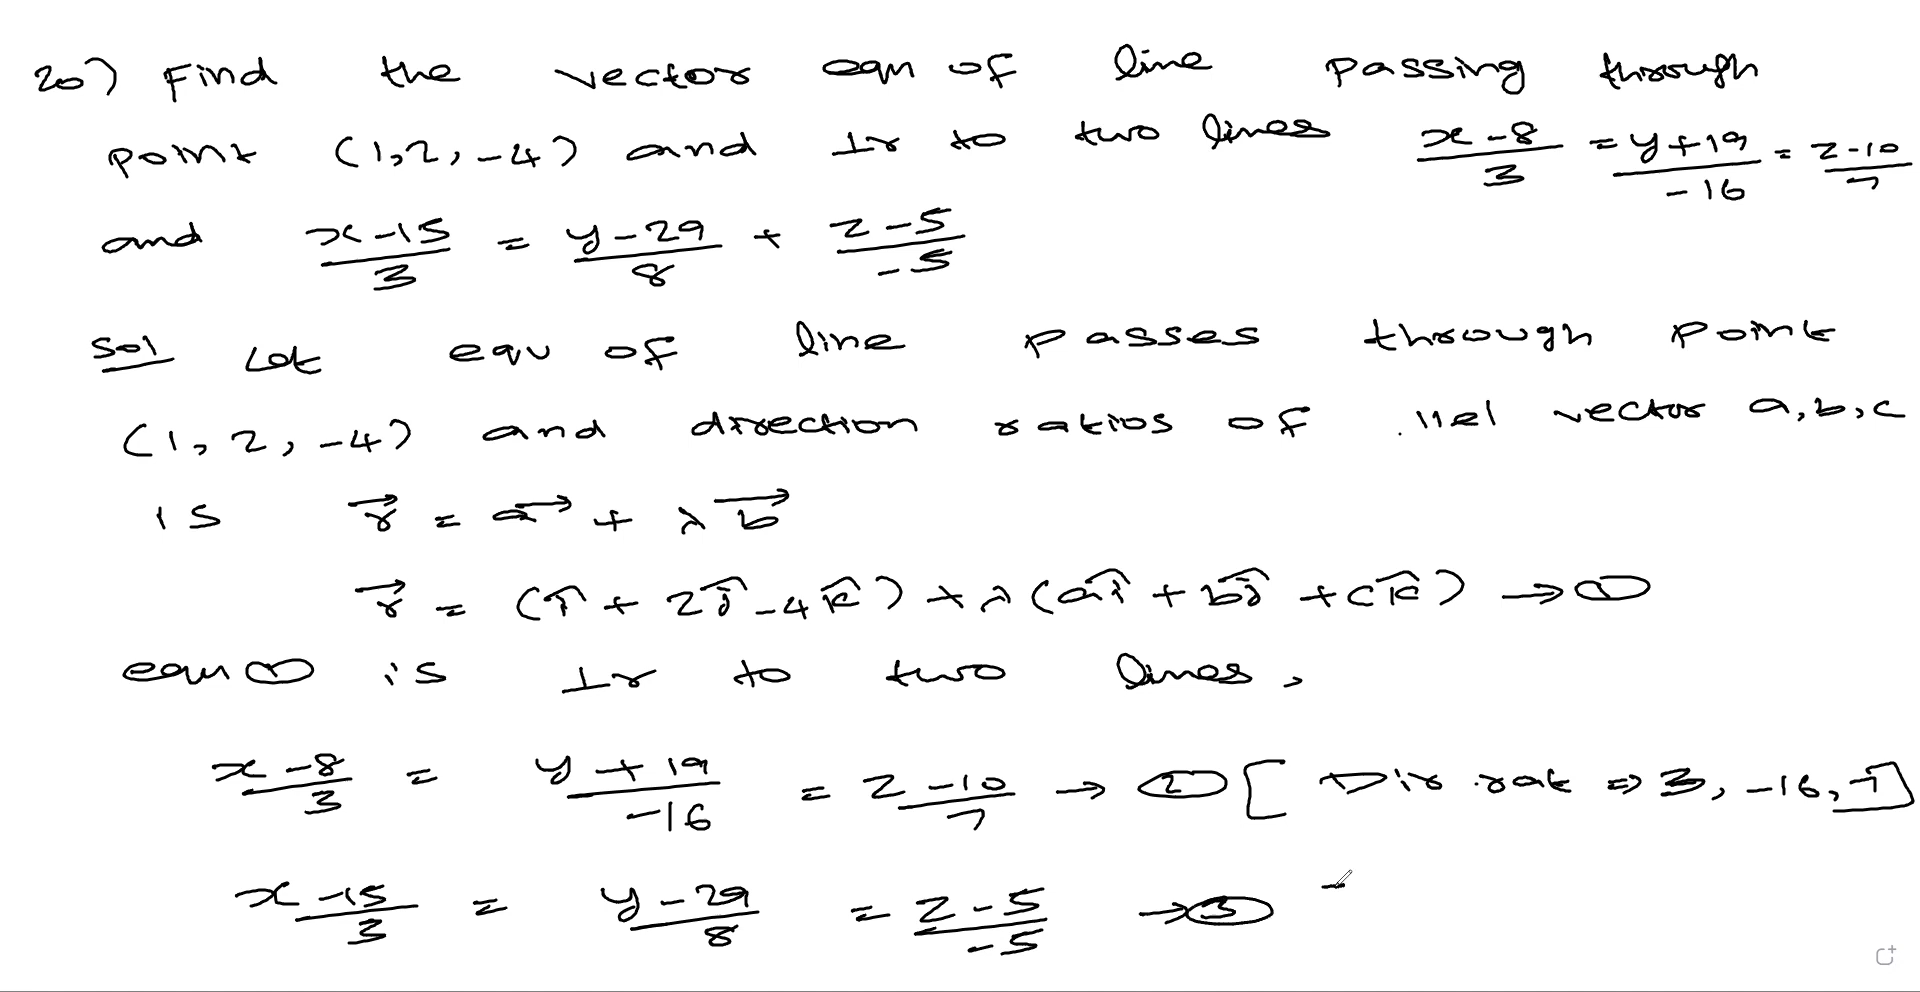 20) Find the vector eqn of line passing through
point (1,2,-4) and ⊥r to two lines x-8/3 = y+19/-16 = z-10/7
and x-15/3 = y-29/8 + z-5/-5
Sol Let equ of line passes through point
(1, 2, -4) and direction ratios of llel vector a,b,c
is r⃗ = a⃗ + λ b⃗
r⃗ = (î + 2ĵ - 4k̂) + λ(aî + bĵ + ck̂) → ①
eqn ① is ⊥r to two lines,
x-8/3 = y+19/-16 = z-10/7 → ② [ Dir rat ⇒ 3, -16, 7]
x-15/3 = y-29/8 = z-5/-5 → ③